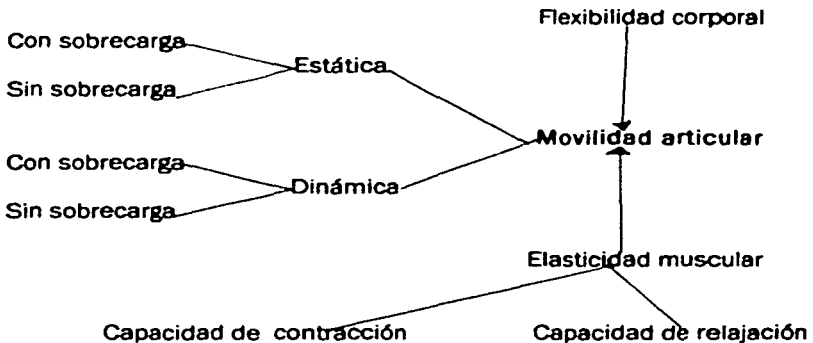 Flexibilidad corporal
Con sobrecarga
Estática
Sin sobrecarga
Movilidad articular
Con sobrecarga
Dinámica
Sin sobrecarga
Elasticidad muscular
Capacidad de contracción
Capacidad de relajación